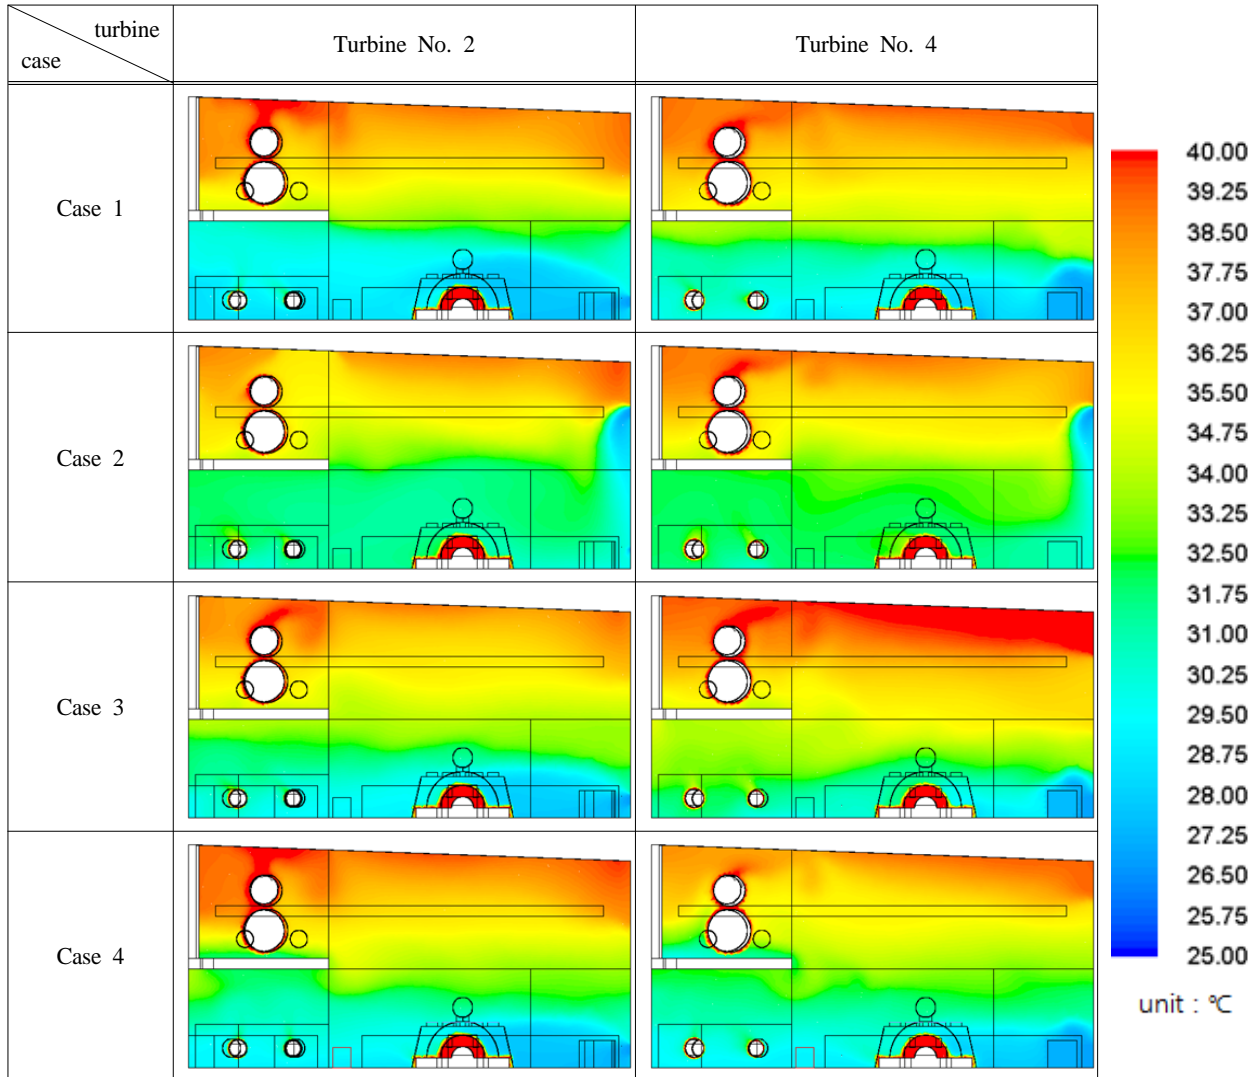 turbine
case
Turbine No. 2
Turbine No. 4
Case 1
Case 2
Case 3
Case 4
40.00
39.25
38.50
37.75
37.00
36.25
35.50
34.75
34.00
33.25
32.50
31.75
31.00
30.25
29.50
28.75
28.00
27.25
26.50
25.75
25.00
unit : ℃